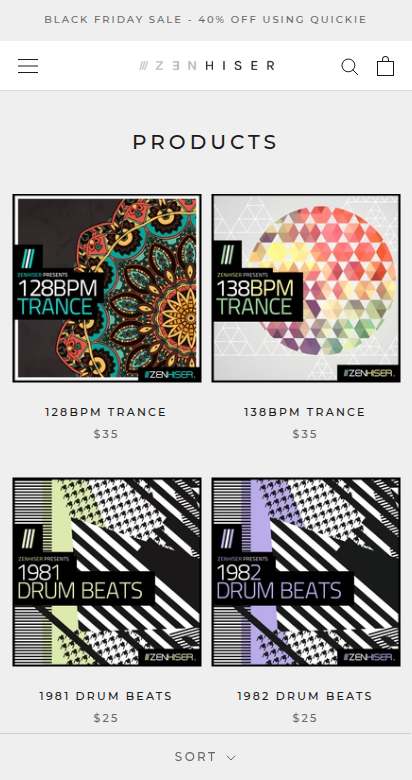 BLACK FRIDAY SALE - 40% OFF USING QUICKIE
ZENHISER
PRODUCTS
ZENHISER PRESENTS
128BPM
TRANCE
ZENHISER.
ZENHISER PRESENTS
138BPM
TRANCE
ZENHISER.
128BPM TRANCE
$35
138BPM TRANCE
$35
ZENHISER PRESENTS
1981
DRUM BEATS
ZENHISER.
ZENHISER PRESENTS
1982
DRUM BEATS
ZENHISER.
1981 DRUM BEATS
$25
1982 DRUM BEATS
$25
SORT